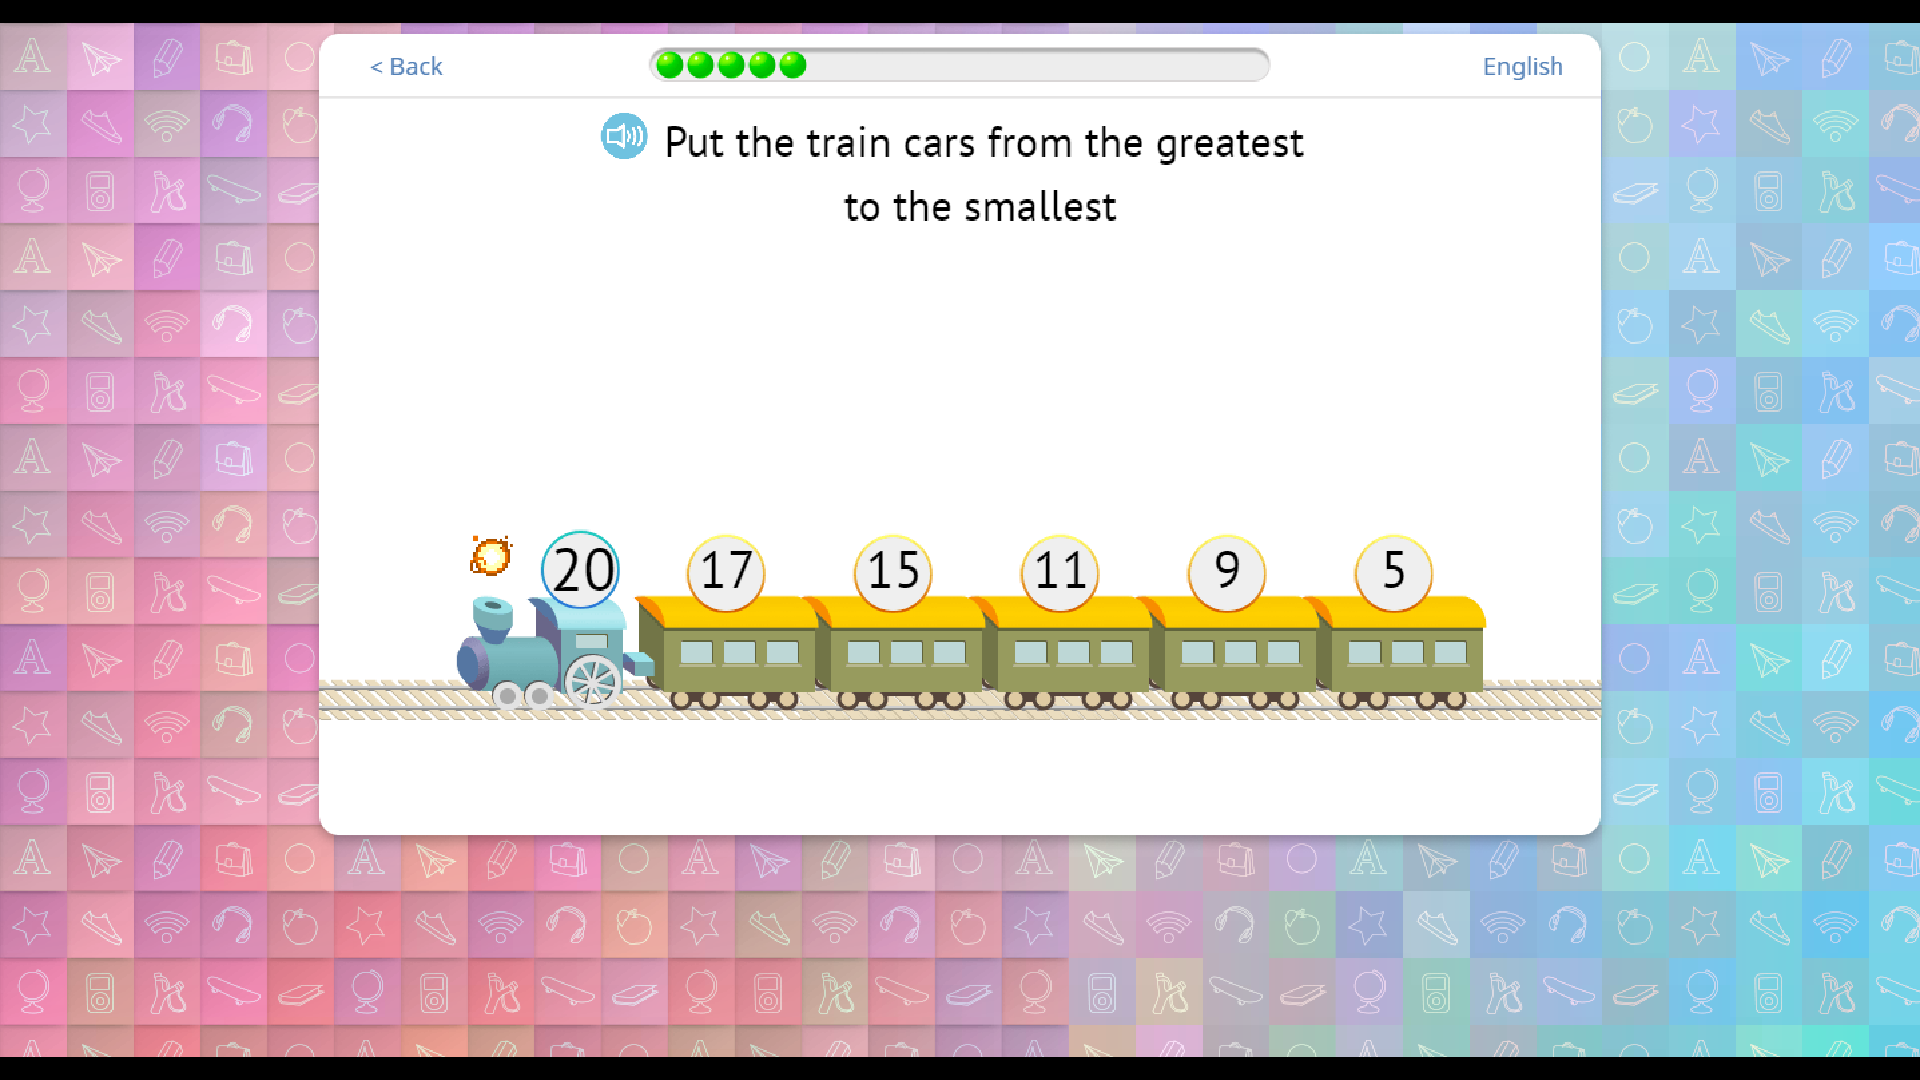 < Back
English
Put the train cars from the greatest
to the smallest
20 17 15 11 9 5